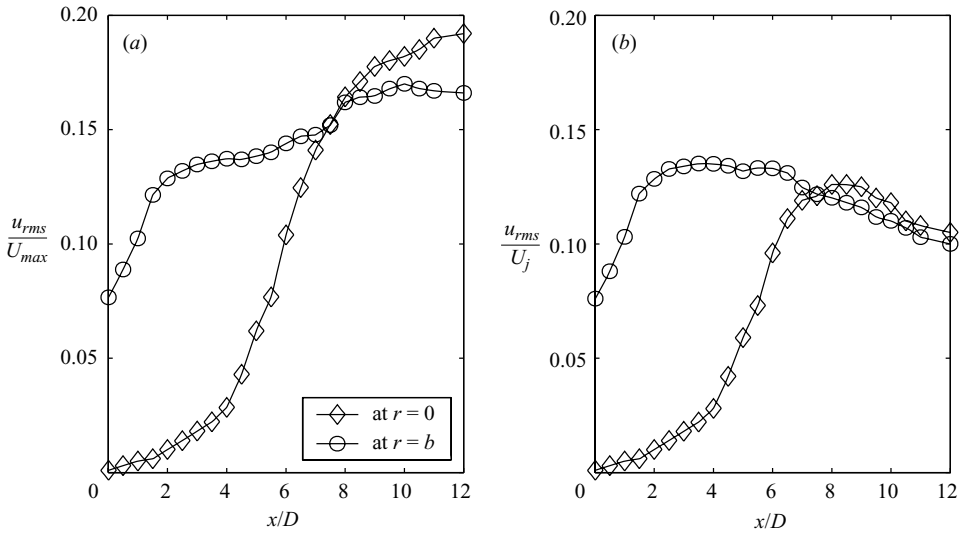 0.20
(a)
0.15
u_rms
U_max
0.10
0.05
at r = 0
at r = b
0 2 4 6 8 10 12
x/D
0.20
(b)
0.15
u_rms
U_j
0.10
0.05
0 2 4 6 8 10 12
x/D